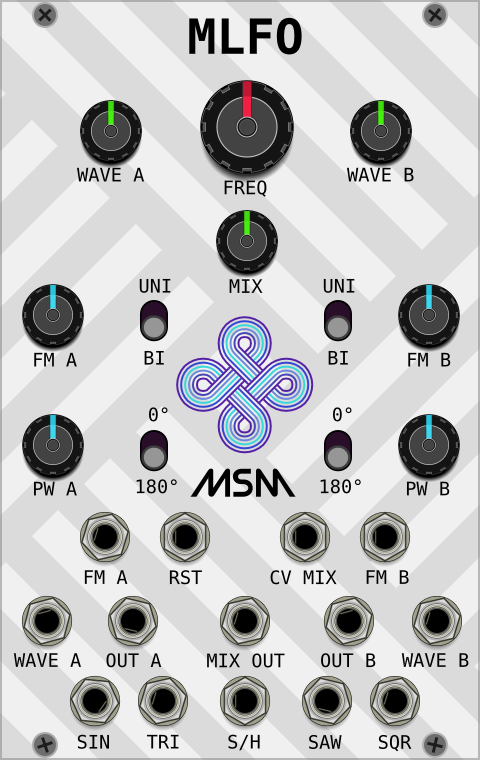 MLFO
WAVE A
FREQ
WAVE B
MIX
UNI
UNI
FM A
BI
BI
FM B
0°
0°
PW A
180°
MSM
180°
PW B
FM A
RST
CV MIX
FM B
WAVE A
OUT A
MIX OUT
OUT B
WAVE B
SIN
TRI
S/H
SAW
SQR